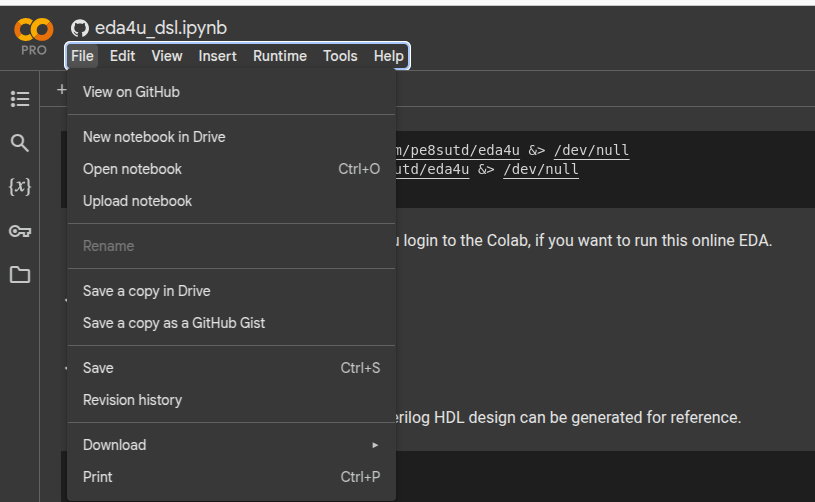 eda4u_dsl.ipynb
PRO
File Edit View Insert Runtime Tools Help
+
View on GitHub
New notebook in Drive
m/pe8sutd/eda4u &> /dev/null
Open notebook Ctrl+O
utd/eda4u &> /dev/null
{x}
Upload notebook
Rename
login to the Colab, if you want to run this online EDA.
Save a copy in Drive
Save a copy as a GitHub Gist
Save Ctrl+S
Revision history
erilog HDL design can be generated for reference.
Download
Print Ctrl+P